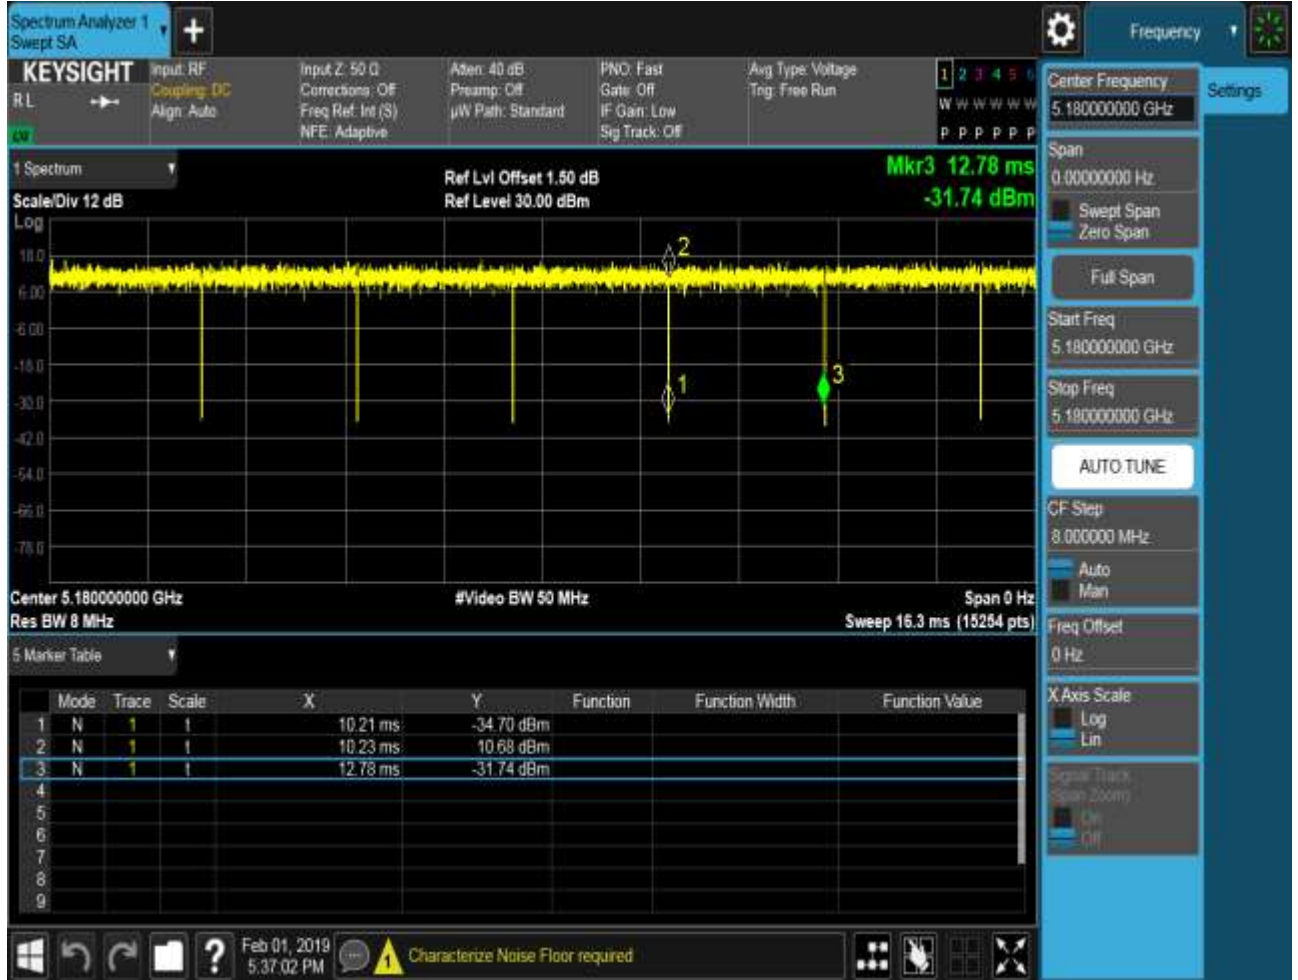 Spectrum Analyzer 1
Swept SA
+
Frequency
KEYSIGHT
RL
Input: RF
Coupling: DC
Align: Auto
Input Z: 50 Ω
Corrections: Off
Freq Ref: Int (S)
NFE: Adaptive
Atten: 40 dB
Preamp: Off
µW Path: Standard
PNO: Fast
Gate: Off
IF Gain: Low
Sig Track: Off
Avg Type: Voltage
Trig: Free Run
1 2 3 4 5 6
W W W W W W
P P P P P P
Center Frequency
5.180000000 GHz
Settings
Span
0.00000000 Hz
Swept Span
Zero Span
Full Span
Start Freq
5.180000000 GHz
Stop Freq
5.180000000 GHz
AUTO TUNE
CF Step
8.000000 MHz
Auto
Man
Freq Offset
0 Hz
X Axis Scale
Log
Lin
Signal Track
(Span Zoom)
On
Off
1 Spectrum
Scale/Div 12 dB
Ref Lvl Offset 1.50 dB
Ref Level 30.00 dBm
Mkr3 12.78 ms
-31.74 dBm
Log
18.0
6.00
-6.00
-18.0
-30.0
-42.0
-54.0
-66.0
-78.0
2
1
3
Center 5.180000000 GHz
#Video BW 50 MHz
Span 0 Hz
Res BW 8 MHz
Sweep 16.3 ms (15254 pts)
5 Marker Table
Mode Trace Scale X Y Function Function Width Function Value
1 N 1 t 10.21 ms -34.70 dBm
2 N 1 t 10.23 ms 10.68 dBm
3 N 1 t 12.78 ms -31.74 dBm
4
5
6
7
8
9
?
Feb 01, 2019
5:37:02 PM
1
Characterize Noise Floor required